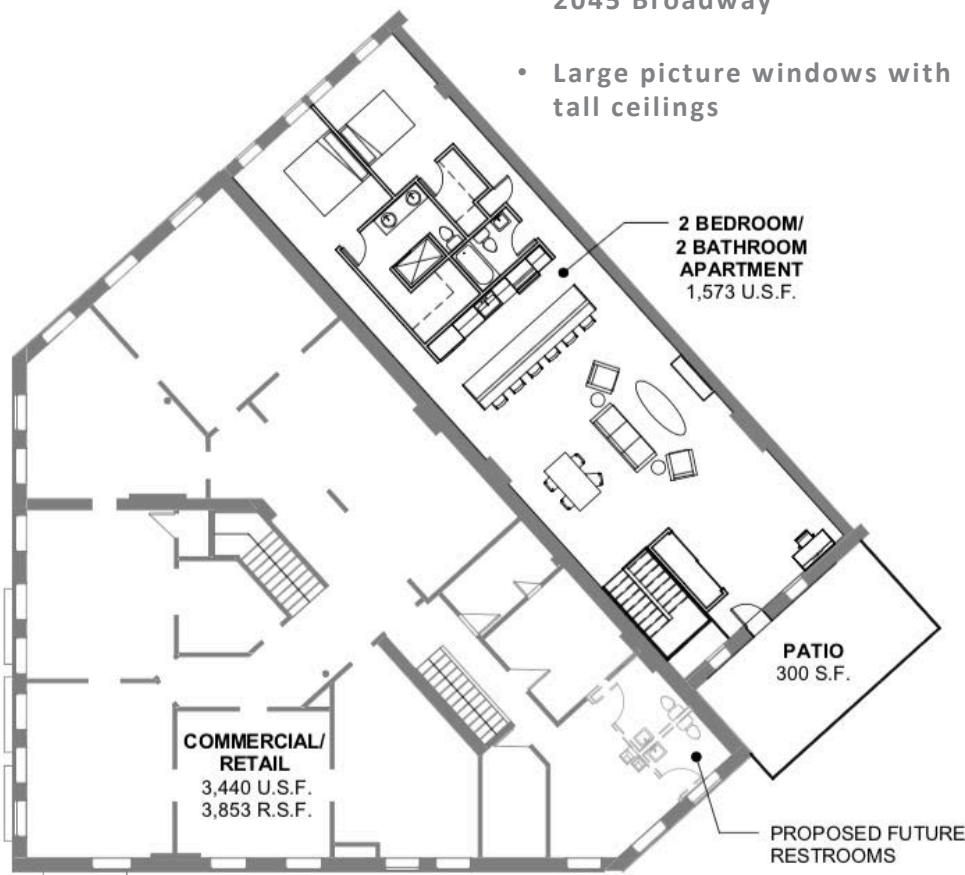 2045 Broadway
• Large picture windows with
tall ceilings
2 BEDROOM/
2 BATHROOM
APARTMENT
1,573 U.S.F.
PATIO
300 S.F.
COMMERCIAL/
RETAIL
3,440 U.S.F.
3,853 R.S.F.
PROPOSED FUTURE
RESTROOMS